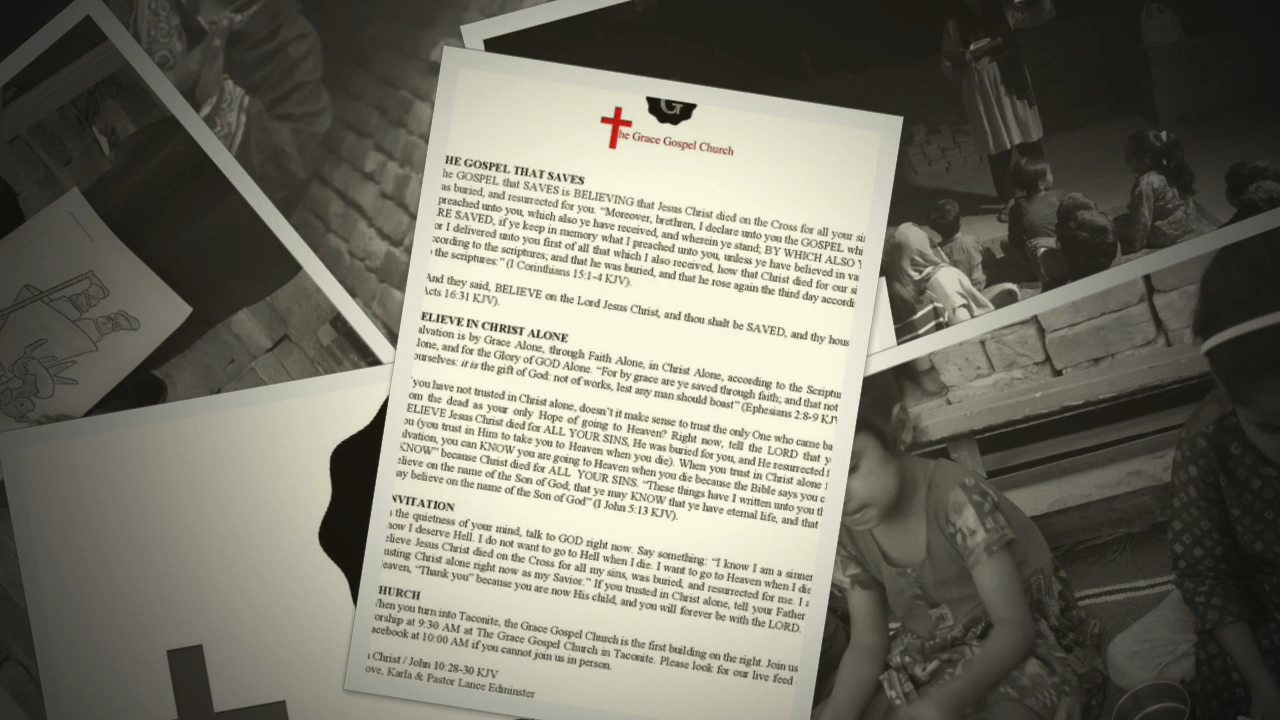 G
he Grace Gospel Church
HE GOSPEL THAT SAVES
he GOSPEL that SAVES is BELIEVING that Jesus Christ died on the Cross for all your si
as buried, and resurrected for you. “Moreover, brethren, I declare unto you the GOSPEL whi
preached unto you, which also ye have received, and wherein ye stand; BY WHICH ALSO Y
RE SAVED, if ye keep in memory what I preached unto you, unless ye have believed in va
or I delivered unto you first of all that which I also received, how that Christ died for our si
cording to the scriptures; and that he was buried, and that he rose again the third day accordi
the scriptures:” (I Corinthians 15:1-4 KJV).
And they said, BELIEVE on the Lord Jesus Christ, and thou shalt be SAVED, and thy hous
Acts 16:31 KJV).
ELIEVE IN CHRIST ALONE
alvation is by Grace Alone, through Faith Alone, in Christ Alone, according to the Scriptu
lone, and for the Glory of GOD Alone. “For by grace are ye saved through faith; and that not
ourselves: it is the gift of God: not of works, lest any man should boast” (Ephesians 2:8-9 KJV
you have not trusted in Christ alone, doesn’t it make sense to trust the only One who came ba
om the dead as your only Hope of going to Heaven? Right now, tell the LORD that y
ELIEVE Jesus Christ died for ALL YOUR SINS, He was buried for you, and He resurrected f
ou (you trust in Him to take you to Heaven when you die). When you trust in Christ alone f
alvation, you can KNOW you are going to Heaven when you die because the Bible says you c
KNOW” because Christ died for ALL YOUR SINS. “These things have I written unto you th
elieve on the name of the Son of God; that ye may KNOW that ye have eternal life, and that
ay believe on the name of the Son of God” (I John 5:13 KJV).
NVITATION
the quietness of your mind, talk to GOD right now. Say something: “I know I am a sinner
now I deserve Hell. I do not want to go to Hell when I die. I want to go to Heaven when I die
elieve Jesus Christ died on the Cross for all my sins, was buried, and resurrected for me. I a
usting Christ alone right now as my Savior.” If you trusted in Christ alone, tell your Father
eaven, “Thank you” because you are now His child, and you will forever be with the LORD.
HURCH
hen you turn into Taconite, the Grace Gospel Church is the first building on the right. Join us
orship at 9:30 AM at The Grace Gospel Church in Taconite. Please look for our live feed
acebook at 10:00 AM if you cannot join us in person.
Christ / John 10:28-30 KJV
ove, Karla & Pastor Lance Edminster